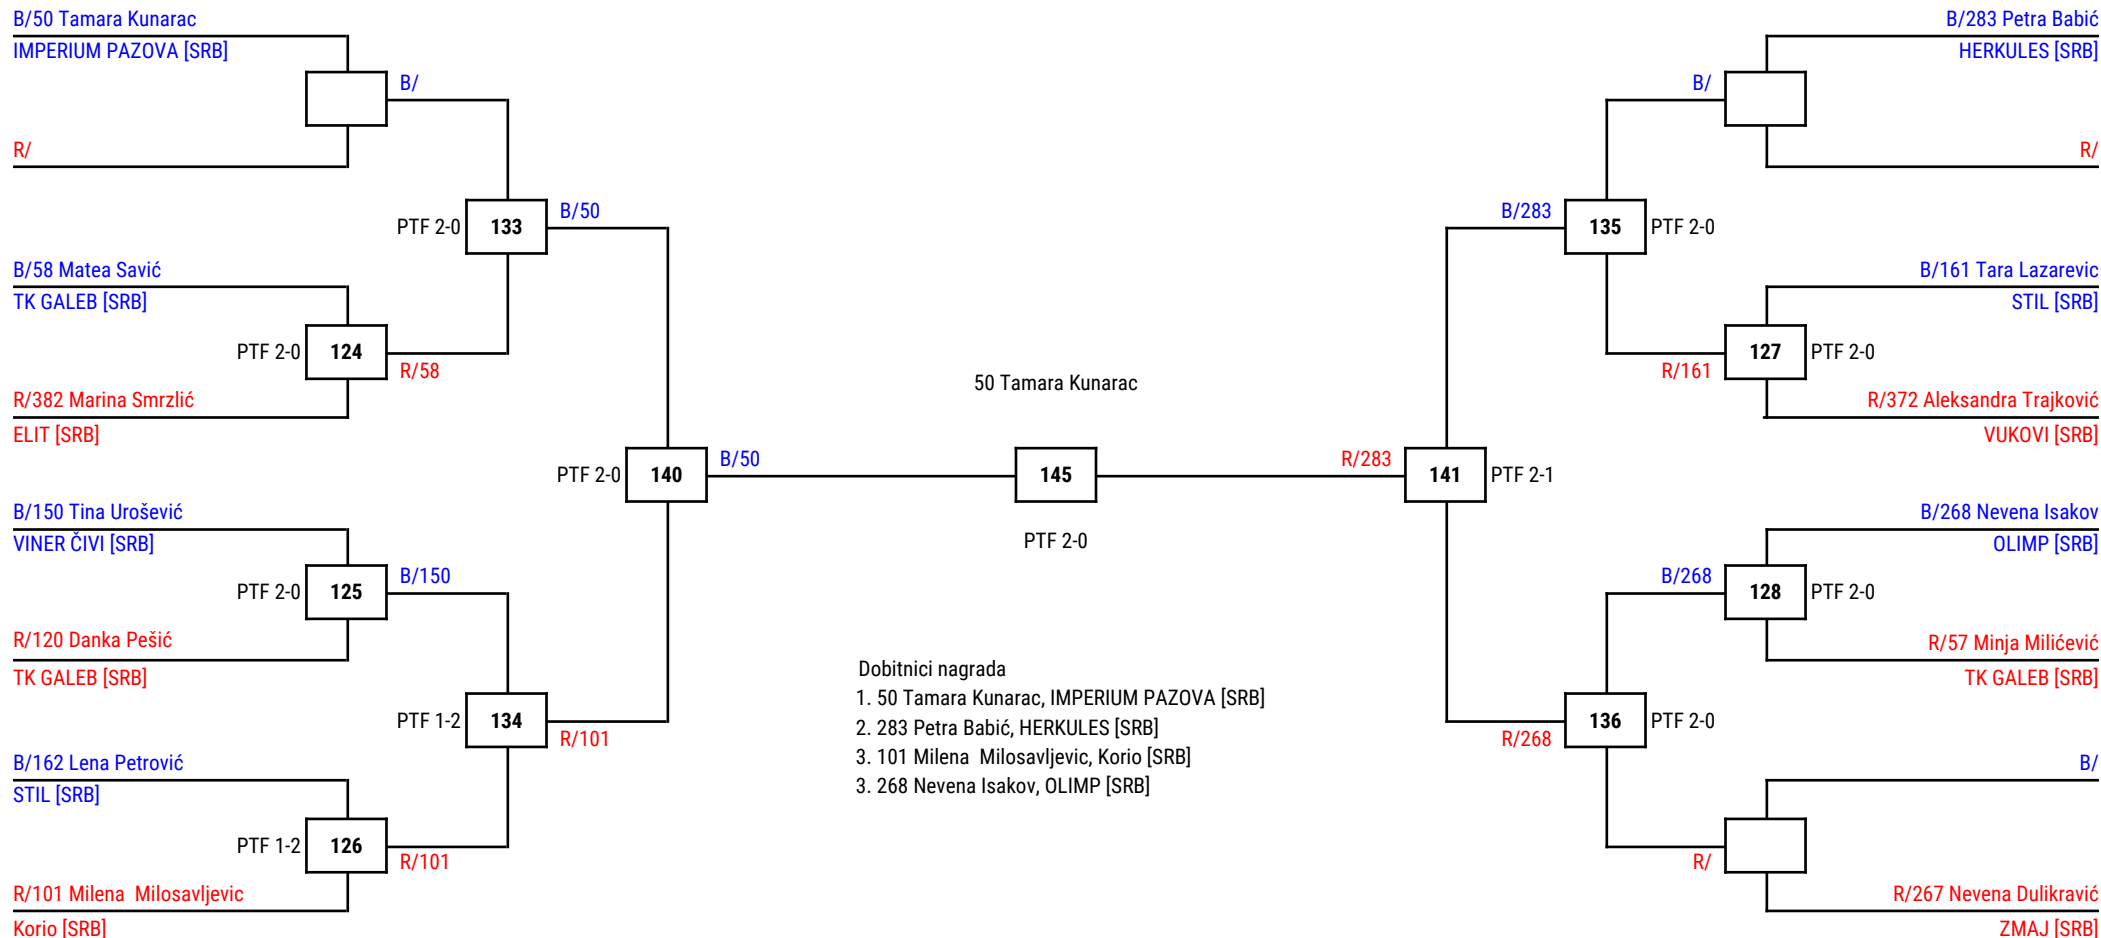 B/50 Tamara Kunarac
IMPERIUM PAZOVA [SRB]
B/
R/
PTF 2-0 133 B/50
B/58 Matea Savić
TK GALEB [SRB]
PTF 2-0 124
R/58
R/382 Marina Smrzlić
ELIT [SRB]
PTF 2-0 140 B/50
B/150 Tina Urošević
VINER ČIVI [SRB]
B/150
PTF 2-0 125
R/120 Danka Pešić
TK GALEB [SRB]
PTF 1-2 134
R/101
B/162 Lena Petrović
STIL [SRB]
PTF 1-2 126
R/101
R/101 Milena  Milosavljevic
Korio [SRB]
50 Tamara Kunarac
145
PTF 2-0
Dobitnici nagrada
1. 50 Tamara Kunarac, IMPERIUM PAZOVA [SRB]
2. 283 Petra Babić, HERKULES [SRB]
3. 101 Milena  Milosavljevic, Korio [SRB]
3. 268 Nevena Isakov, OLIMP [SRB]
B/283 Petra Babić
HERKULES [SRB]
B/
R/
B/283 135 PTF 2-0
B/161 Tara Lazarevic
STIL [SRB]
127 PTF 2-0
R/161
R/372 Aleksandra Trajković
VUKOVI [SRB]
R/283 141 PTF 2-1
B/268 Nevena Isakov
OLIMP [SRB]
B/268
128 PTF 2-0
R/57 Minja Milićević
TK GALEB [SRB]
136 PTF 2-0
R/268
B/
R/
R/267 Nevena Dulikravić
ZMAJ [SRB]